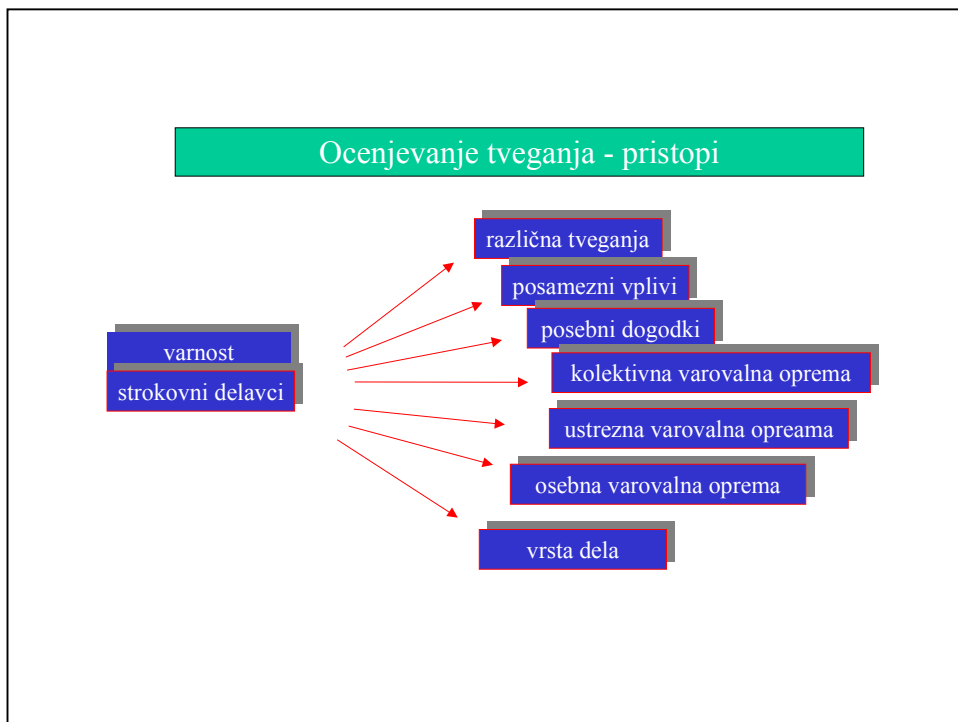 Ocenjevanje tveganja - pristopi
različna tveganja
posamezni vplivi
posebni dogodki
varnost
kolektivna varovalna oprema
strokovni delavci
ustrezna varovalna opreama
osebna varovalna oprema
vrsta dela